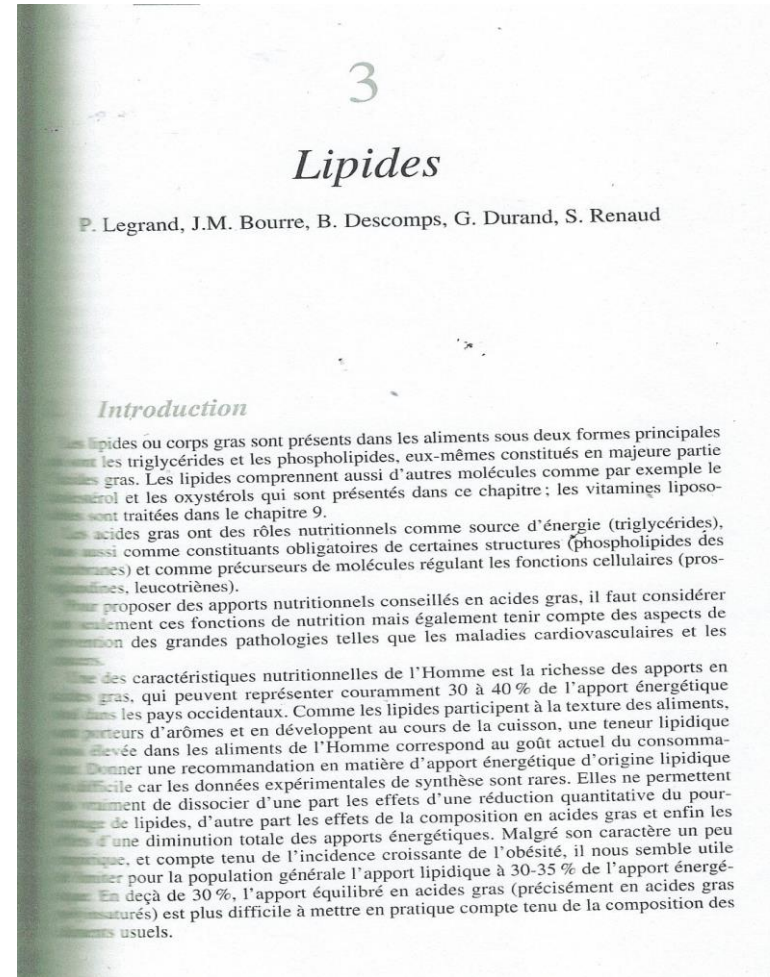 3
Lipides
P. Legrand, J.M. Bourre, B. Descomps, G. Durand, S. Renaud
Introduction
lipides ou corps gras sont présents dans les aliments sous deux formes principales
les triglycérides et les phospholipides, eux-mêmes constitués en majeure partie
gras. Les lipides comprennent aussi d'autres molécules comme par exemple le
et les oxystérols qui sont présentés dans ce chapitre ; les vitamines liposo-
sont traitées dans le chapitre 9.
acides gras ont des rôles nutritionnels comme source d'énergie (triglycérides),
aussi comme constituants obligatoires de certaines structures (phospholipides des
et comme précurseurs de molécules régulant les fonctions cellulaires (pros-
leucotriènes).
proposer des apports nutritionnels conseillés en acides gras, il faut considérer
seulement ces fonctions de nutrition mais également tenir compte des aspects de
des grandes pathologies telles que les maladies cardiovasculaires et les
des caractéristiques nutritionnelles de l'Homme est la richesse des apports en
gras, qui peuvent représenter couramment 30 à 40 % de l'apport énergétique
les pays occidentaux. Comme les lipides participent à la texture des aliments,
d'arômes et en développent au cours de la cuisson, une teneur lipidique
élevée dans les aliments de l'Homme correspond au goût actuel du consomma-
Donner une recommandation en matière d'apport énergétique d'origine lipidique
car les données expérimentales de synthèse sont rares. Elles ne permettent
de dissocier d'une part les effets d'une réduction quantitative du pour-
de lipides, d'autre part les effets de la composition en acides gras et enfin les
d'une diminution totale des apports énergétiques. Malgré son caractère un peu
et compte tenu de l'incidence croissante de l'obésité, il nous semble utile
pour la population générale l'apport lipidique à 30-35 % de l'apport énergé-
En deçà de 30 %, l'apport équilibré en acides gras (précisément en acides gras
est plus difficile à mettre en pratique compte tenu de la composition des
usuels.